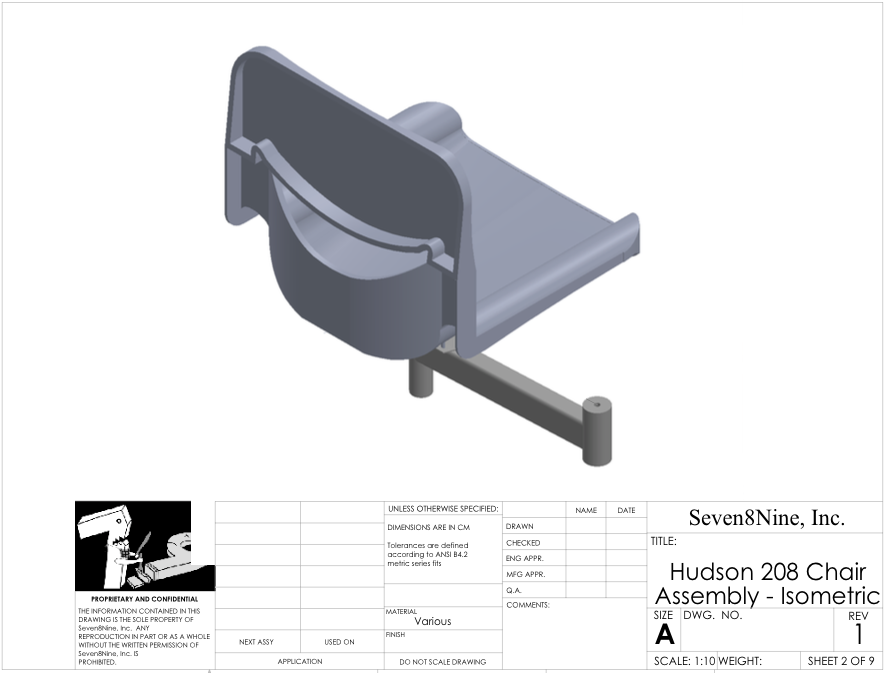 PROPRIETARY AND CONFIDENTIAL
THE INFORMATION CONTAINED IN THIS
DRAWING IS THE SOLE PROPERTY OF
Seven8Nine, Inc. ANY
REPRODUCTION IN PART OR AS A WHOLE
WITHOUT THE WRITTEN PERMISSION OF
Seven8Nine, Inc. IS
PROHIBITED.
NEXT ASSY
USED ON
APPLICATION
UNLESS OTHERWISE SPECIFIED:
DIMENSIONS ARE IN CM
Tolerances are defined
according to ANSI B4.2
metric series fits
MATERIAL
Various
FINISH
DO NOT SCALE DRAWING
NAME
DATE
DRAWN
CHECKED
ENG APPR.
MFG APPR.
Q.A.
COMMENTS:
Seven8Nine, Inc.
TITLE:
Hudson 208 Chair
Assembly - Isometric
SIZE
A
DWG. NO.
REV
1
SCALE: 1:10
WEIGHT:
SHEET 2 OF 9